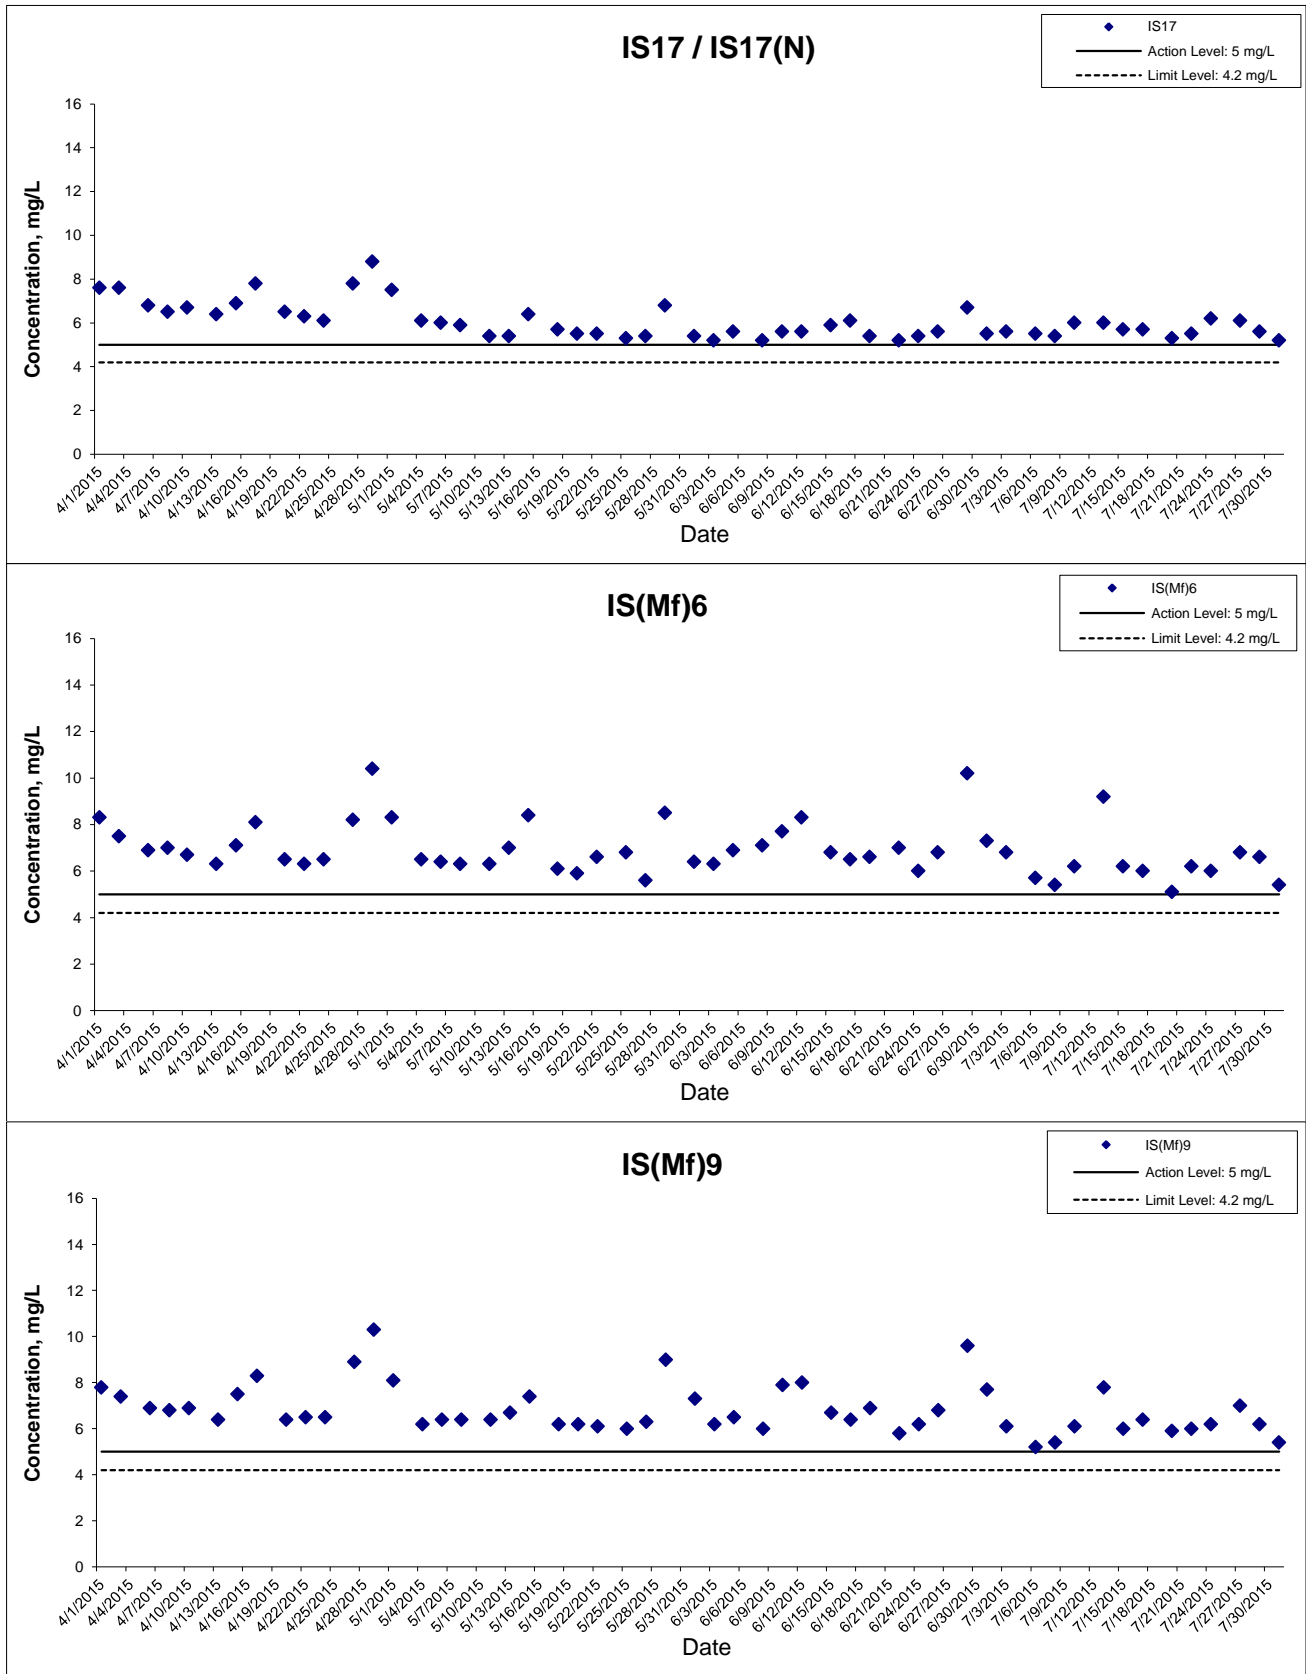 IS17 / IS17(N)
IS17
Action Level: 5 mg/L
Limit Level: 4.2 mg/L
Concentration, mg/L
16
14
12
10
8
6
4
2
0
4/1/2015 4/4/2015 4/7/2015 4/10/2015 4/13/2015 4/16/2015 4/19/2015 4/22/2015 4/25/2015 4/28/2015 5/1/2015 5/4/2015 5/7/2015 5/10/2015 5/13/2015 5/16/2015 5/19/2015 5/22/2015 5/25/2015 5/28/2015 5/31/2015 6/3/2015 6/6/2015 6/9/2015 6/12/2015 6/15/2015 6/18/2015 6/21/2015 6/24/2015 6/27/2015 6/30/2015 7/3/2015 7/6/2015 7/9/2015 7/12/2015 7/15/2015 7/18/2015 7/21/2015 7/24/2015 7/27/2015 7/30/2015
Date
IS(Mf)6
IS(Mf)6
Action Level: 5 mg/L
Limit Level: 4.2 mg/L
Concentration, mg/L
16
14
12
10
8
6
4
2
0
4/1/2015 4/4/2015 4/7/2015 4/10/2015 4/13/2015 4/16/2015 4/19/2015 4/22/2015 4/25/2015 4/28/2015 5/1/2015 5/4/2015 5/7/2015 5/10/2015 5/13/2015 5/16/2015 5/19/2015 5/22/2015 5/25/2015 5/28/2015 5/31/2015 6/3/2015 6/6/2015 6/9/2015 6/12/2015 6/15/2015 6/18/2015 6/21/2015 6/24/2015 6/27/2015 6/30/2015 7/3/2015 7/6/2015 7/9/2015 7/12/2015 7/15/2015 7/18/2015 7/21/2015 7/24/2015 7/27/2015 7/30/2015
Date
IS(Mf)9
IS(Mf)9
Action Level: 5 mg/L
Limit Level: 4.2 mg/L
Concentration, mg/L
16
14
12
10
8
6
4
2
0
4/1/2015 4/4/2015 4/7/2015 4/10/2015 4/13/2015 4/16/2015 4/19/2015 4/22/2015 4/25/2015 4/28/2015 5/1/2015 5/4/2015 5/7/2015 5/10/2015 5/13/2015 5/16/2015 5/19/2015 5/22/2015 5/25/2015 5/28/2015 5/31/2015 6/3/2015 6/6/2015 6/9/2015 6/12/2015 6/15/2015 6/18/2015 6/21/2015 6/24/2015 6/27/2015 6/30/2015 7/3/2015 7/6/2015 7/9/2015 7/12/2015 7/15/2015 7/18/2015 7/21/2015 7/24/2015 7/27/2015 7/30/2015
Date